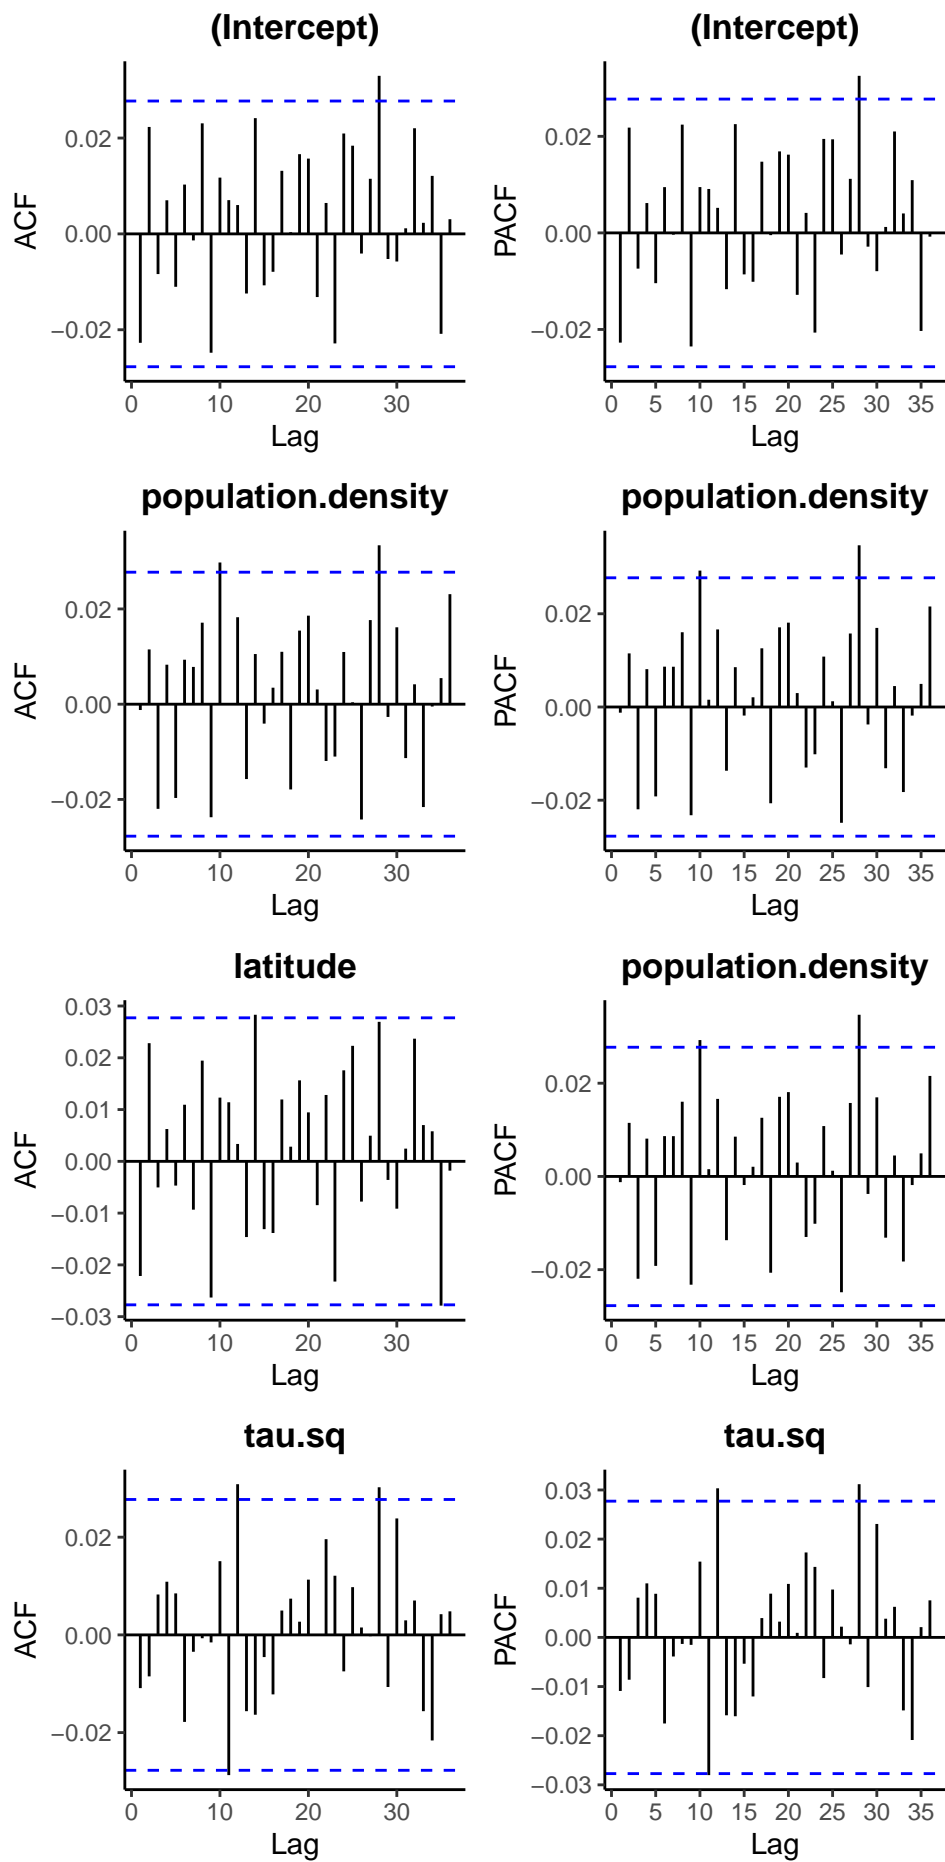 (Intercept) (Intercept)
ACF PACF
0.02 0.02
0.00 0.00
−0.02 −0.02
0 10 20 30 0 5 10 15 20 25 30 35
Lag Lag
population.density population.density
ACF PACF
0.02 0.02
0.00 0.00
−0.02 −0.02
0 10 20 30 0 5 10 15 20 25 30 35
Lag Lag
latitude population.density
ACF PACF
0.03
0.02 0.02
0.01
0.00 0.00
−0.01
−0.02 −0.02
−0.03
0 10 20 30 0 5 10 15 20 25 30 35
Lag Lag
tau.sq tau.sq
ACF PACF
0.03
0.02 0.02
0.01
0.00 0.00
−0.01
−0.02 −0.02
−0.03
0 10 20 30 0 5 10 15 20 25 30 35
Lag Lag